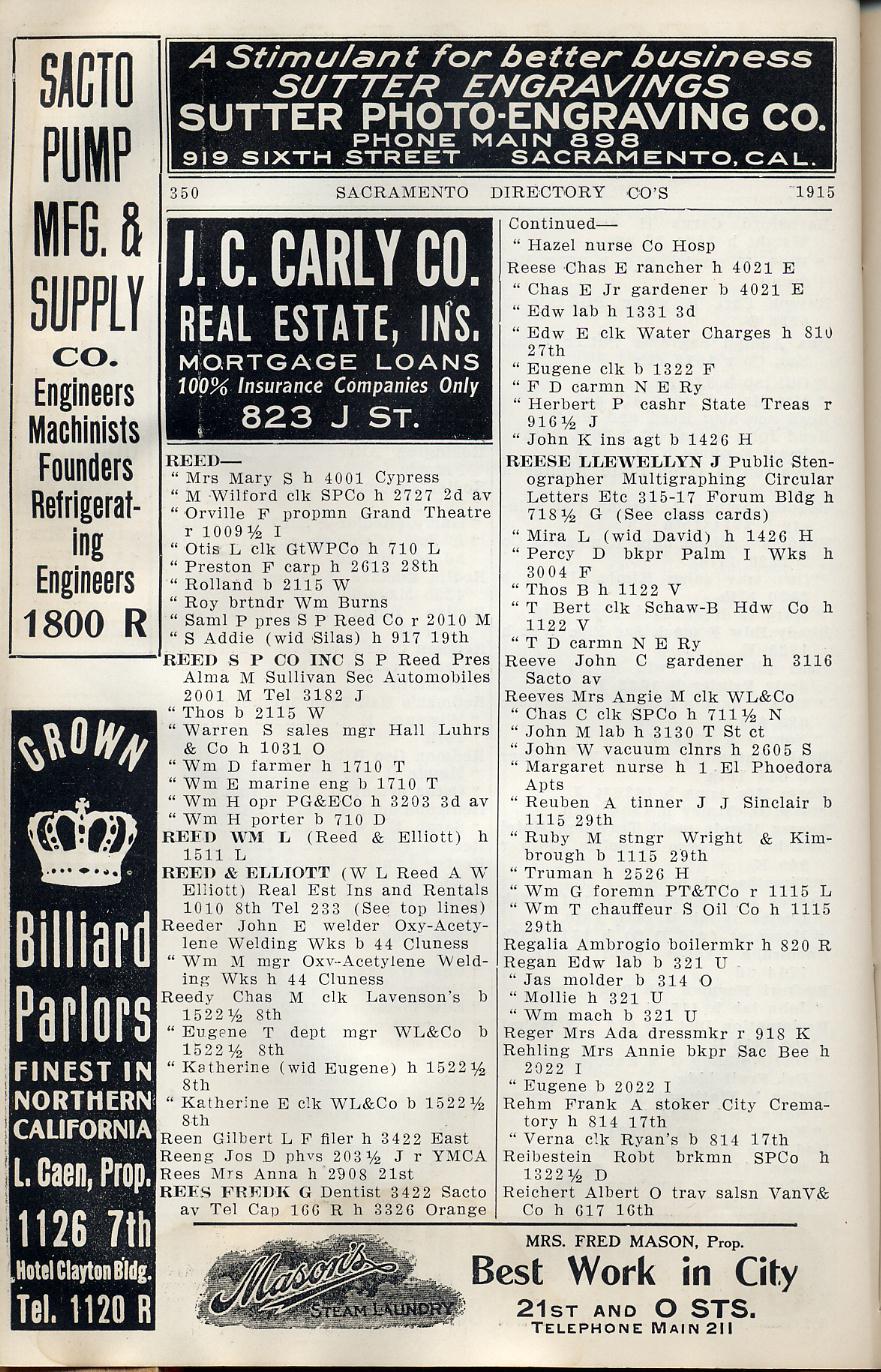 A Stimulant for better business
SUTTER ENGRAVINGS
SUTTER PHOTO-ENGRAVING CO.
PHONE MAIN 898
919 SIXTH STREET SACRAMENTO, CAL.
SACTO
PUMP
MFG. &
SUPPLY
CO.
Engineers
Machinists
Founders
Refrigerat-
ing
Engineers
1800 R
CROWN
Billiard
Parlors
FINEST IN
NORTHERN
CALIFORNIA
L. Caen, Prop.
1126 7th
Hotel Clayton Bldg.
Tel. 1120 R
350 SACRAMENTO DIRECTORY CO'S 1915
J. C. CARLY CO.
REAL ESTATE, INS.
MORTGAGE LOANS
100% Insurance Companies Only
823 J ST.
REED—
" Mrs Mary S h 4001 Cypress
" M Wilford clk SPCo h 2727 2d av
" Orville F propmn Grand Theatre
r 1009½ I
" Otis L clk GtWPCo h 710 L
" Preston F carp h 2613 28th
" Rolland b 2115 W
" Roy brtndr Wm Burns
" Saml P pres S P Reed Co r 2010 M
" S Addie (wid Silas) h 917 19th
REED S P CO INC S P Reed Pres
Alma M Sullivan Sec Automobiles
2001 M Tel 3182 J
" Thos b 2115 W
" Warren S sales mgr Hall Luhrs
& Co h 1031 O
" Wm D farmer h 1710 T
" Wm E marine eng b 1710 T
" Wm H opr PG&ECo h 3203 3d av
" Wm H porter b 710 D
REED WM L (Reed & Elliott) h
1511 L
REED & ELLIOTT (W L Reed A W
Elliott) Real Est Ins and Rentals
1010 8th Tel 233 (See top lines)
Reeder John E welder Oxy-Acety-
lene Welding Wks b 44 Cluness
" Wm M mgr Oxy-Acetylene Weld-
ing Wks h 44 Cluness
Reedy Chas M clk Lavenson's b
1522½ 8th
" Eugene T dept mgr WL&Co b
1522½ 8th
" Katherine (wid Eugene) h 1522½
8th
" Katherine E clk WL&Co b 1522½
8th
Reen Gilbert L F filer h 3422 East
Reeng Jos D phys 203½ J r YMCA
Rees Mrs Anna h 2908 21st
REES FREDK G Dentist 3422 Sacto
av Tel Cap 166 R h 3326 Orange
Continued—
" Hazel nurse Co Hosp
Reese Chas E rancher h 4021 E
" Chas E Jr gardener b 4021 E
" Edw lab h 1331 3d
" Edw E clk Water Charges h 810
27th
" Eugene clk b 1322 F
" F D carmn N E Ry
" Herbert P cashr State Treas r
916½ J
" John K ins agt b 1426 H
REESE LLEWELLYN J Public Sten-
ographer Multigraphing Circular
Letters Etc 315-17 Forum Bldg h
718½ G (See class cards)
" Mira L (wid David) h 1426 H
" Percy D bkpr Palm I Wks h
3004 F
" Thos B h 1122 V
" T Bert clk Schaw-B Hdw Co h
1122 V
" T D carmn N E Ry
Reeve John C gardener h 3116
Sacto av
Reeves Mrs Angie M clk WL&Co
" Chas C clk SPCo h 711½ N
" John M lab h 3130 T St ct
" John W vacuum clnrs h 2605 S
" Margaret nurse h 1 El Phoedora
Apts
" Reuben A tinner J J Sinclair b
1115 29th
" Ruby M stngr Wright & Kim-
brough b 1115 29th
" Truman h 2526 H
" Wm G foremn PT&TCo r 1115 L
" Wm T chauffeur S Oil Co h 1115
29th
Regalia Ambrogio boilermkr h 820 R
Regan Edw lab b 321 U
" Jas molder b 314 O
" Mollie h 321 U
" Wm mach b 321 U
Reger Mrs Ada dressmkr r 918 K
Rehling Mrs Annie bkpr Sac Bee h
2022 I
" Eugene b 2022 I
Rehm Frank A stoker City Crema-
tory h 814 17th
" Verna clk Ryan's b 814 17th
Reibestein Robt brkmn SPCo h
1322½ D
Reichert Albert O trav salsn VanV&
Co h 617 16th
Mason's
STEAM LAUNDRY
MRS. FRED MASON, Prop.
Best Work in City
21ST AND O STS.
TELEPHONE MAIN 211